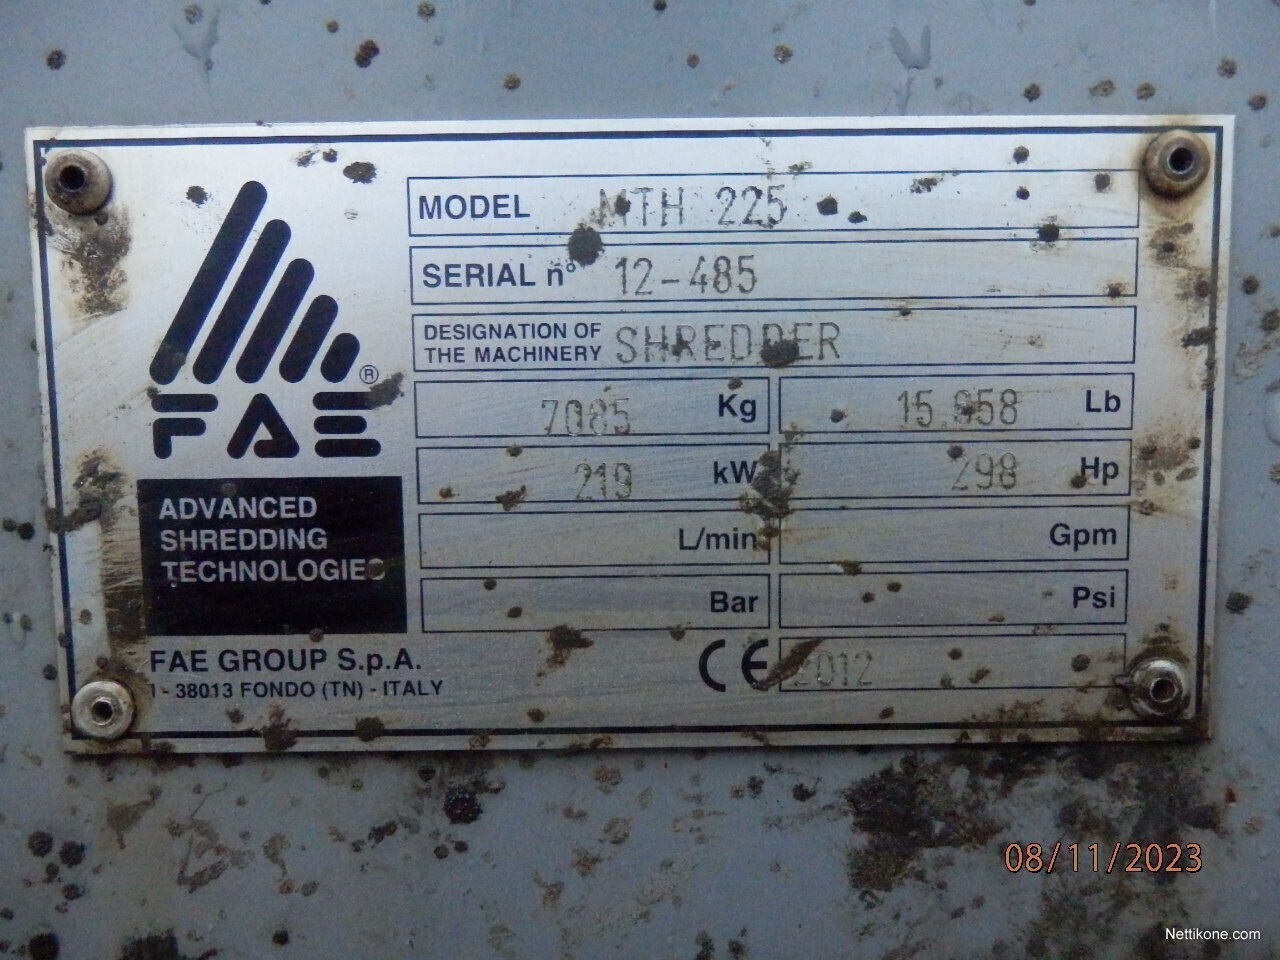 MODEL MTH 225
SERIAL n° 12-485
DESIGNATION OF
THE MACHINERY SHREDDER
7085 Kg 15.658 Lb
219 kW 298 Hp
L/min Gpm
Bar Psi
CE 2012
®
FAE
ADVANCED
SHREDDING
TECHNOLOGIES
FAE GROUP S.p.A.
I - 38013 FONDO (TN) - ITALY
08/11/2023
Nettikone.com